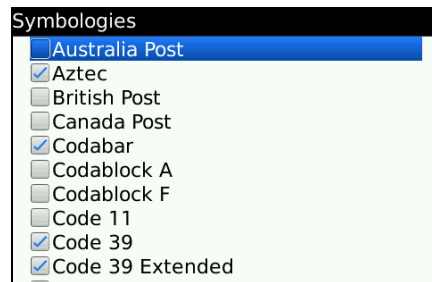 Symbologies
Australia Post
Aztec
British Post
Canada Post
Codabar
Codablock A
Codablock F
Code 11
Code 39
Code 39 Extended